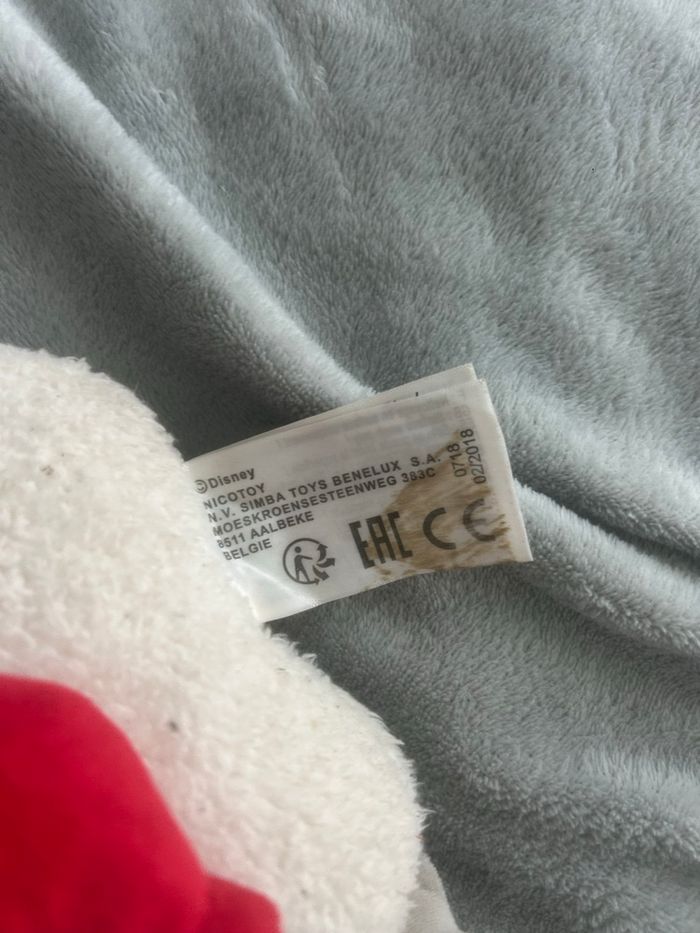 ©Disney
NICOTOY
N.V. SIMBA TOYS BENELUX S.A.
MOESKROENSESTEENWEG 383C
8511 AALBEKE
BELGIE
EAC CE
0718
02/2018